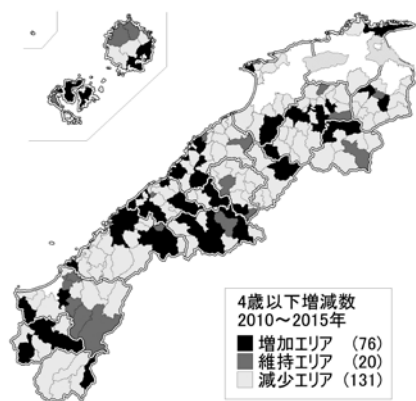 4歳以下増減数
2010～2015年
増加エリア (76)
維持エリア (20)
減少エリア (131)